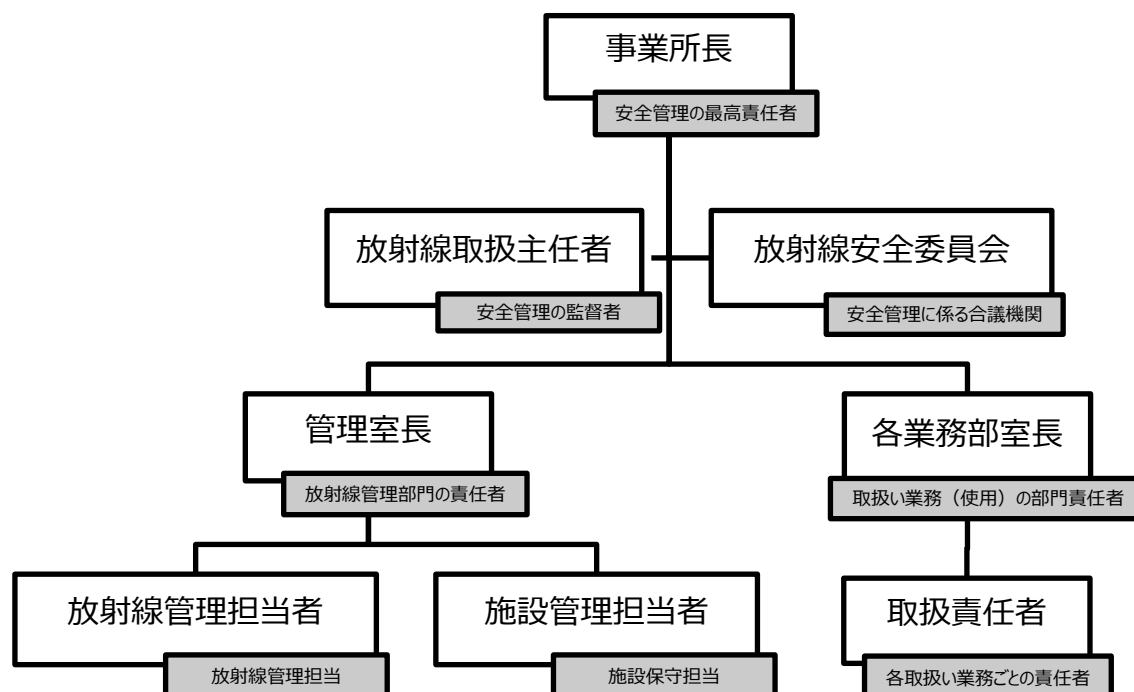 事業所長
安全管理の最高責任者
放射線取扱主任者
安全管理の監督者
放射線安全委員会
安全管理に係る合議機関
管理室長
放射線管理部門の責任者
各業務部室長
取扱い業務（使用）の部門責任者
放射線管理担当者
放射線管理担当
施設管理担当者
施設保守担当
取扱責任者
各取扱い業務ごとの責任者